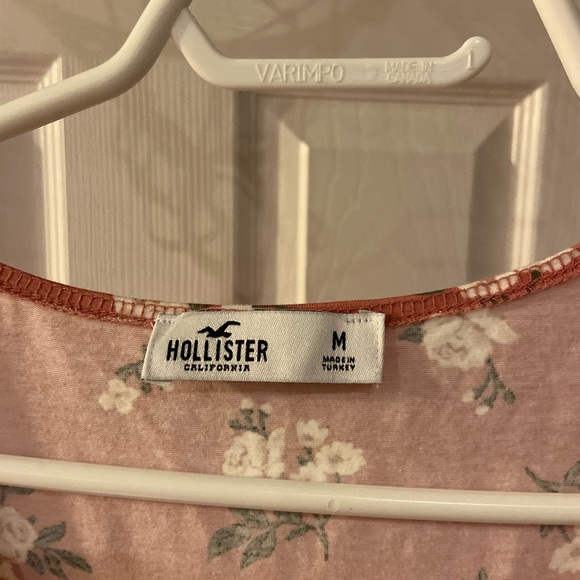 VARIMPO MADE IN CANADA 1
HOLLISTER
CALIFORNIA
M
MADE IN
TURKEY